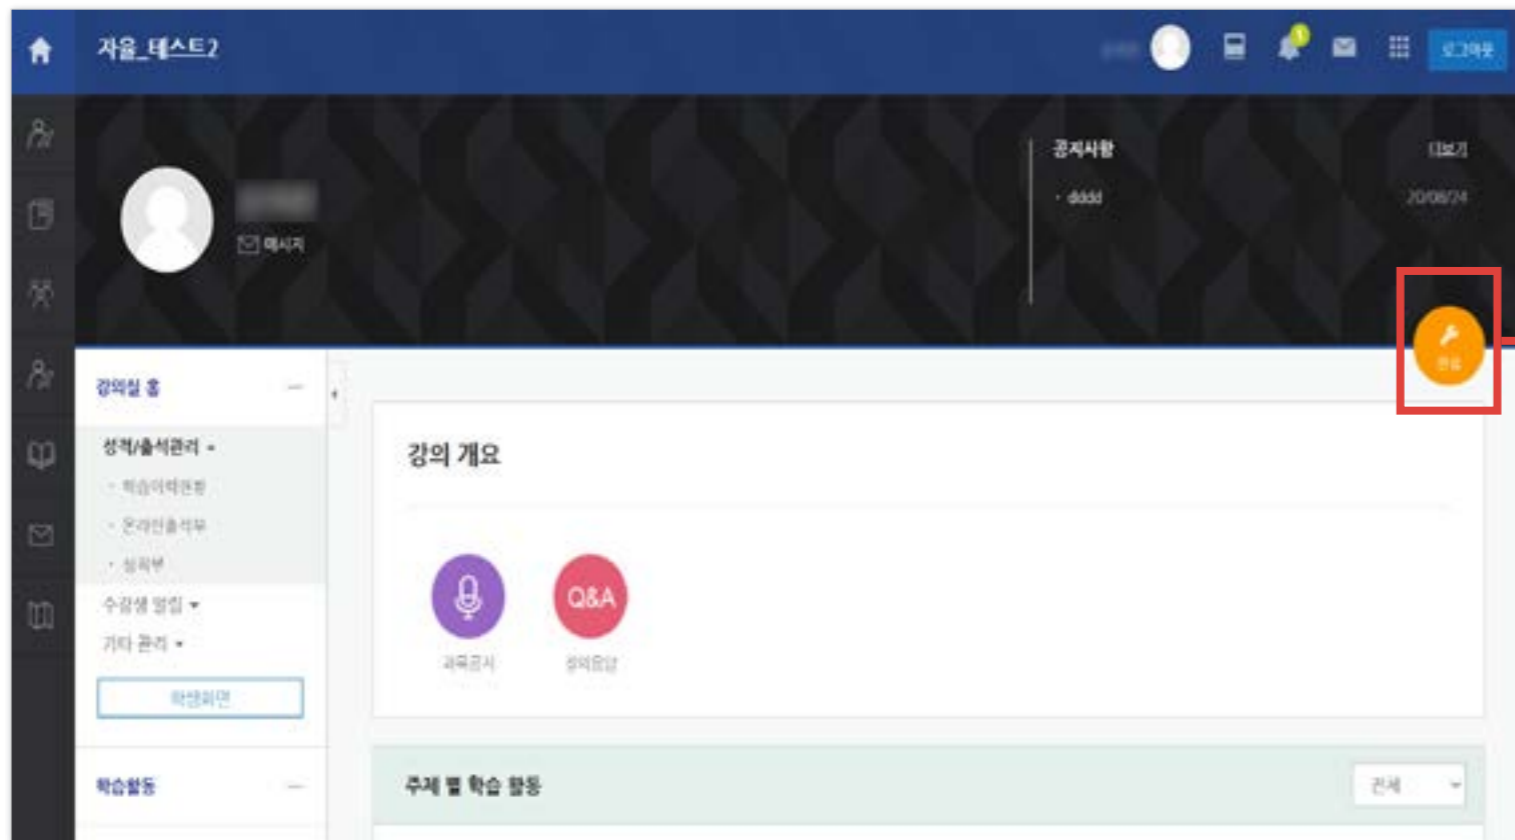 자율_테스트2
로그아웃
1
공지사항
더보기
· dddd
20/08/24
메시지
편집
강의실 홈
성적/출석관리
· 학습이력현황
· 온라인출석부
· 성적부
수강생 알림
기타 관리
학생화면
학습활동
강의 개요
Q&A
과목공지
질의응답
주제 별 학습 활동
전체